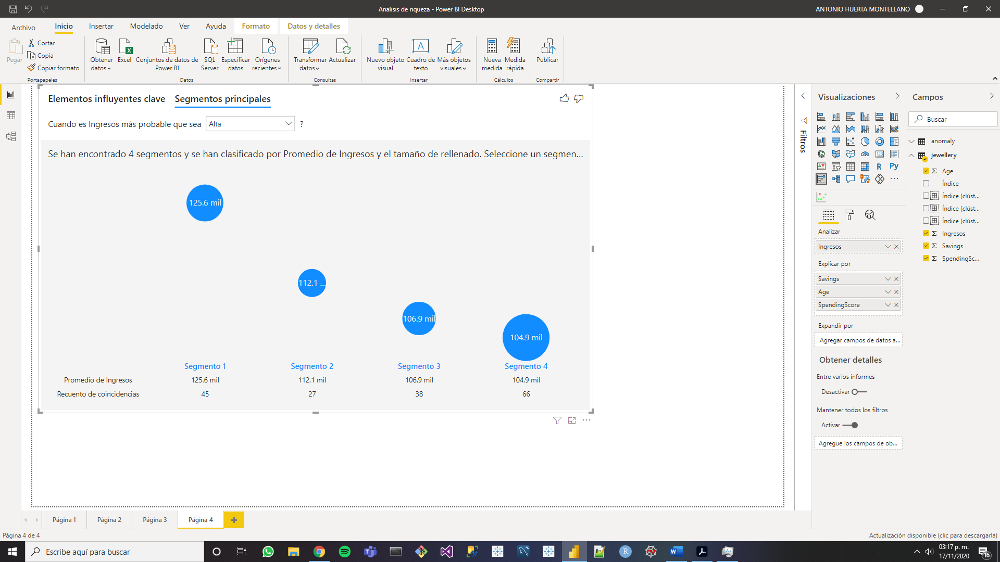 Analisis de riqueza - Power BI Desktop
ANTONIO HUERTA MONTELLANO
Archivo Inicio Insertar Modelado Ver Ayuda Formato Datos y detalles
Pegar
Cortar
Copia
Copiar formato
Portapapeles
Obtener datos
Excel
Conjuntos de datos de Power BI
SQL Server
Especificar datos
Orígenes recientes
Datos
Transformar datos
Actualizar
Consultas
Nuevo objeto visual
Cuadro de texto
Más objetos visuales
Insertar
Nueva medida
Medida rápida
Cálculos
Publicar
Compartir
Elementos influyentes clave Segmentos principales
Cuando es Ingresos más probable que sea Alta ?
Se han encontrado 4 segmentos y se han clasificado por Promedio de Ingresos y el tamaño de rellenado. Seleccione un segmen...
125.6 mil
112.1 ...
106.9 mil
104.9 mil
Segmento 1 Segmento 2 Segmento 3 Segmento 4
Promedio de Ingresos 125.6 mil 112.1 mil 106.9 mil 104.9 mil
Recuento de coincidencias 45 27 38 66
Filtros
Visualizaciones
R Py
Analizar
Ingresos
Explicar por
Savings
Age
SpendingScore
Expandir por
Agregar campos de datos a...
Obtener detalles
Entre varios informes
Desactivar
Mantener todos los filtros
Activar
Agregue los campos de ob...
Campos
Buscar
anomaly
jewellery
Age
Índice
Índice (clúst...
Índice (clúst...
Índice (clúst...
Ingresos
Savings
SpendingSc...
Página 1 Página 2 Página 3 Página 4 +
Página 4 de 4
Actualización disponible (clic para descargarla)
Escribe aquí para buscar
03:17 p. m.
17/11/2020
16